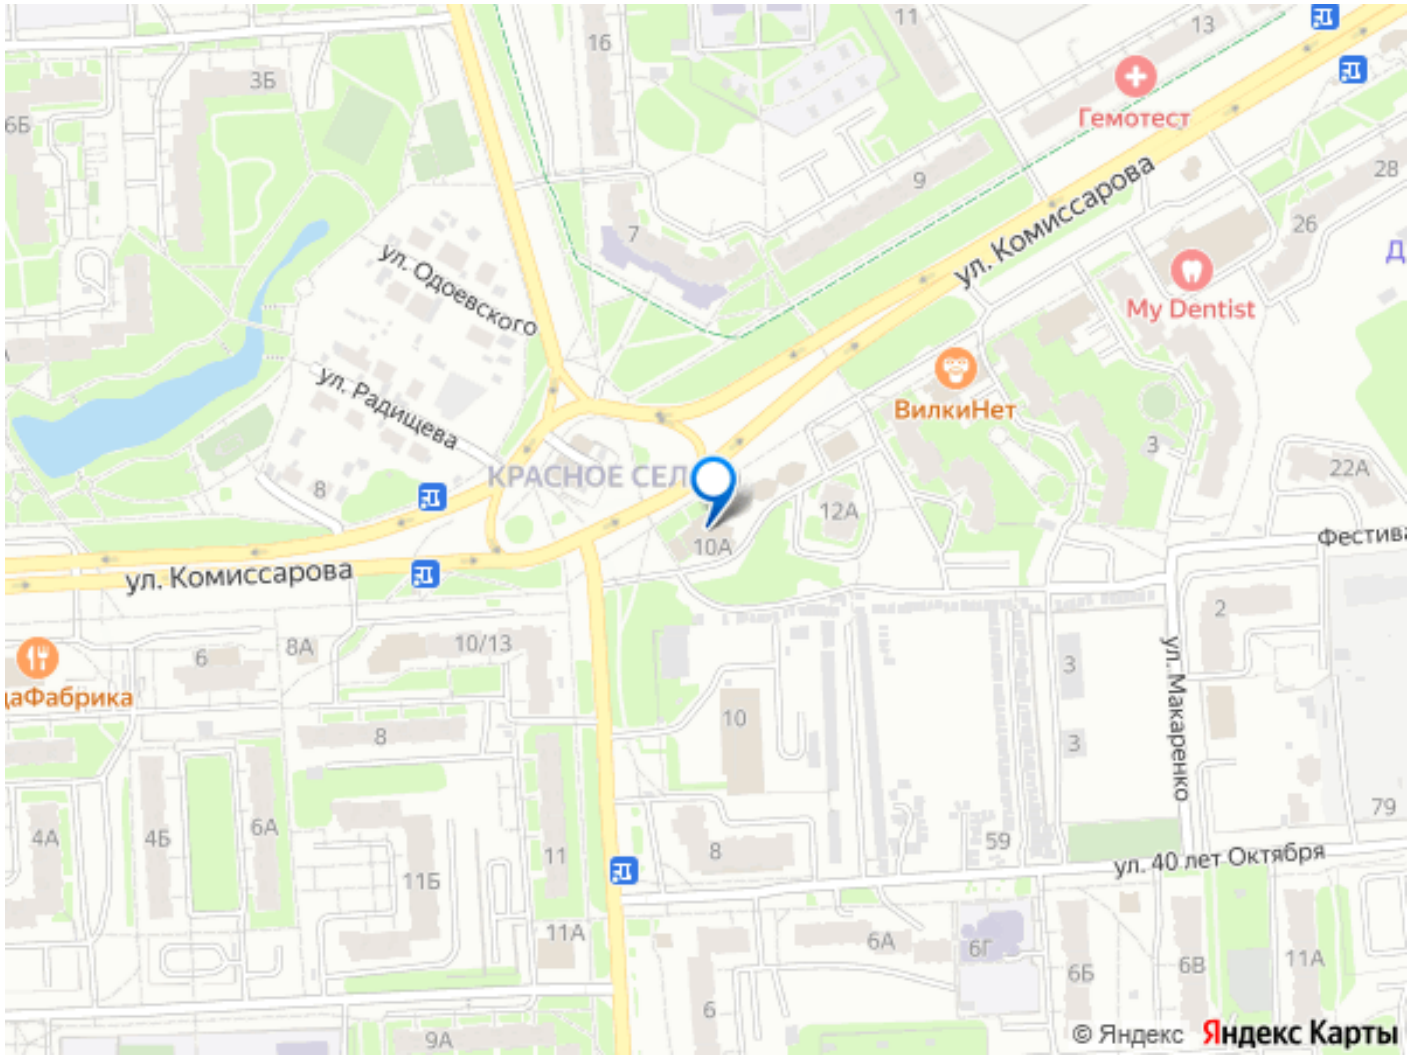 11
13
16
3Б
6Б
Гемотест
28
9
ул. Комиссарова
26
7
ул. Одоевского
My Dentist
ул. Радищева
ВилкиНет
3
КРАСНОЕ СЕЛ
22А
8
12А
10А
Фестива
ул. Комиссарова
2
10/13
8А
6
3
ул. Макаренко
даФабрика
10
8
3
79
4А
4Б
6А
59
11
8
ул. 40 лет Октября
11Б
11А
6А
6Г
6Б
6В
11А
6
9А
© Яндекс Яндекс Карты